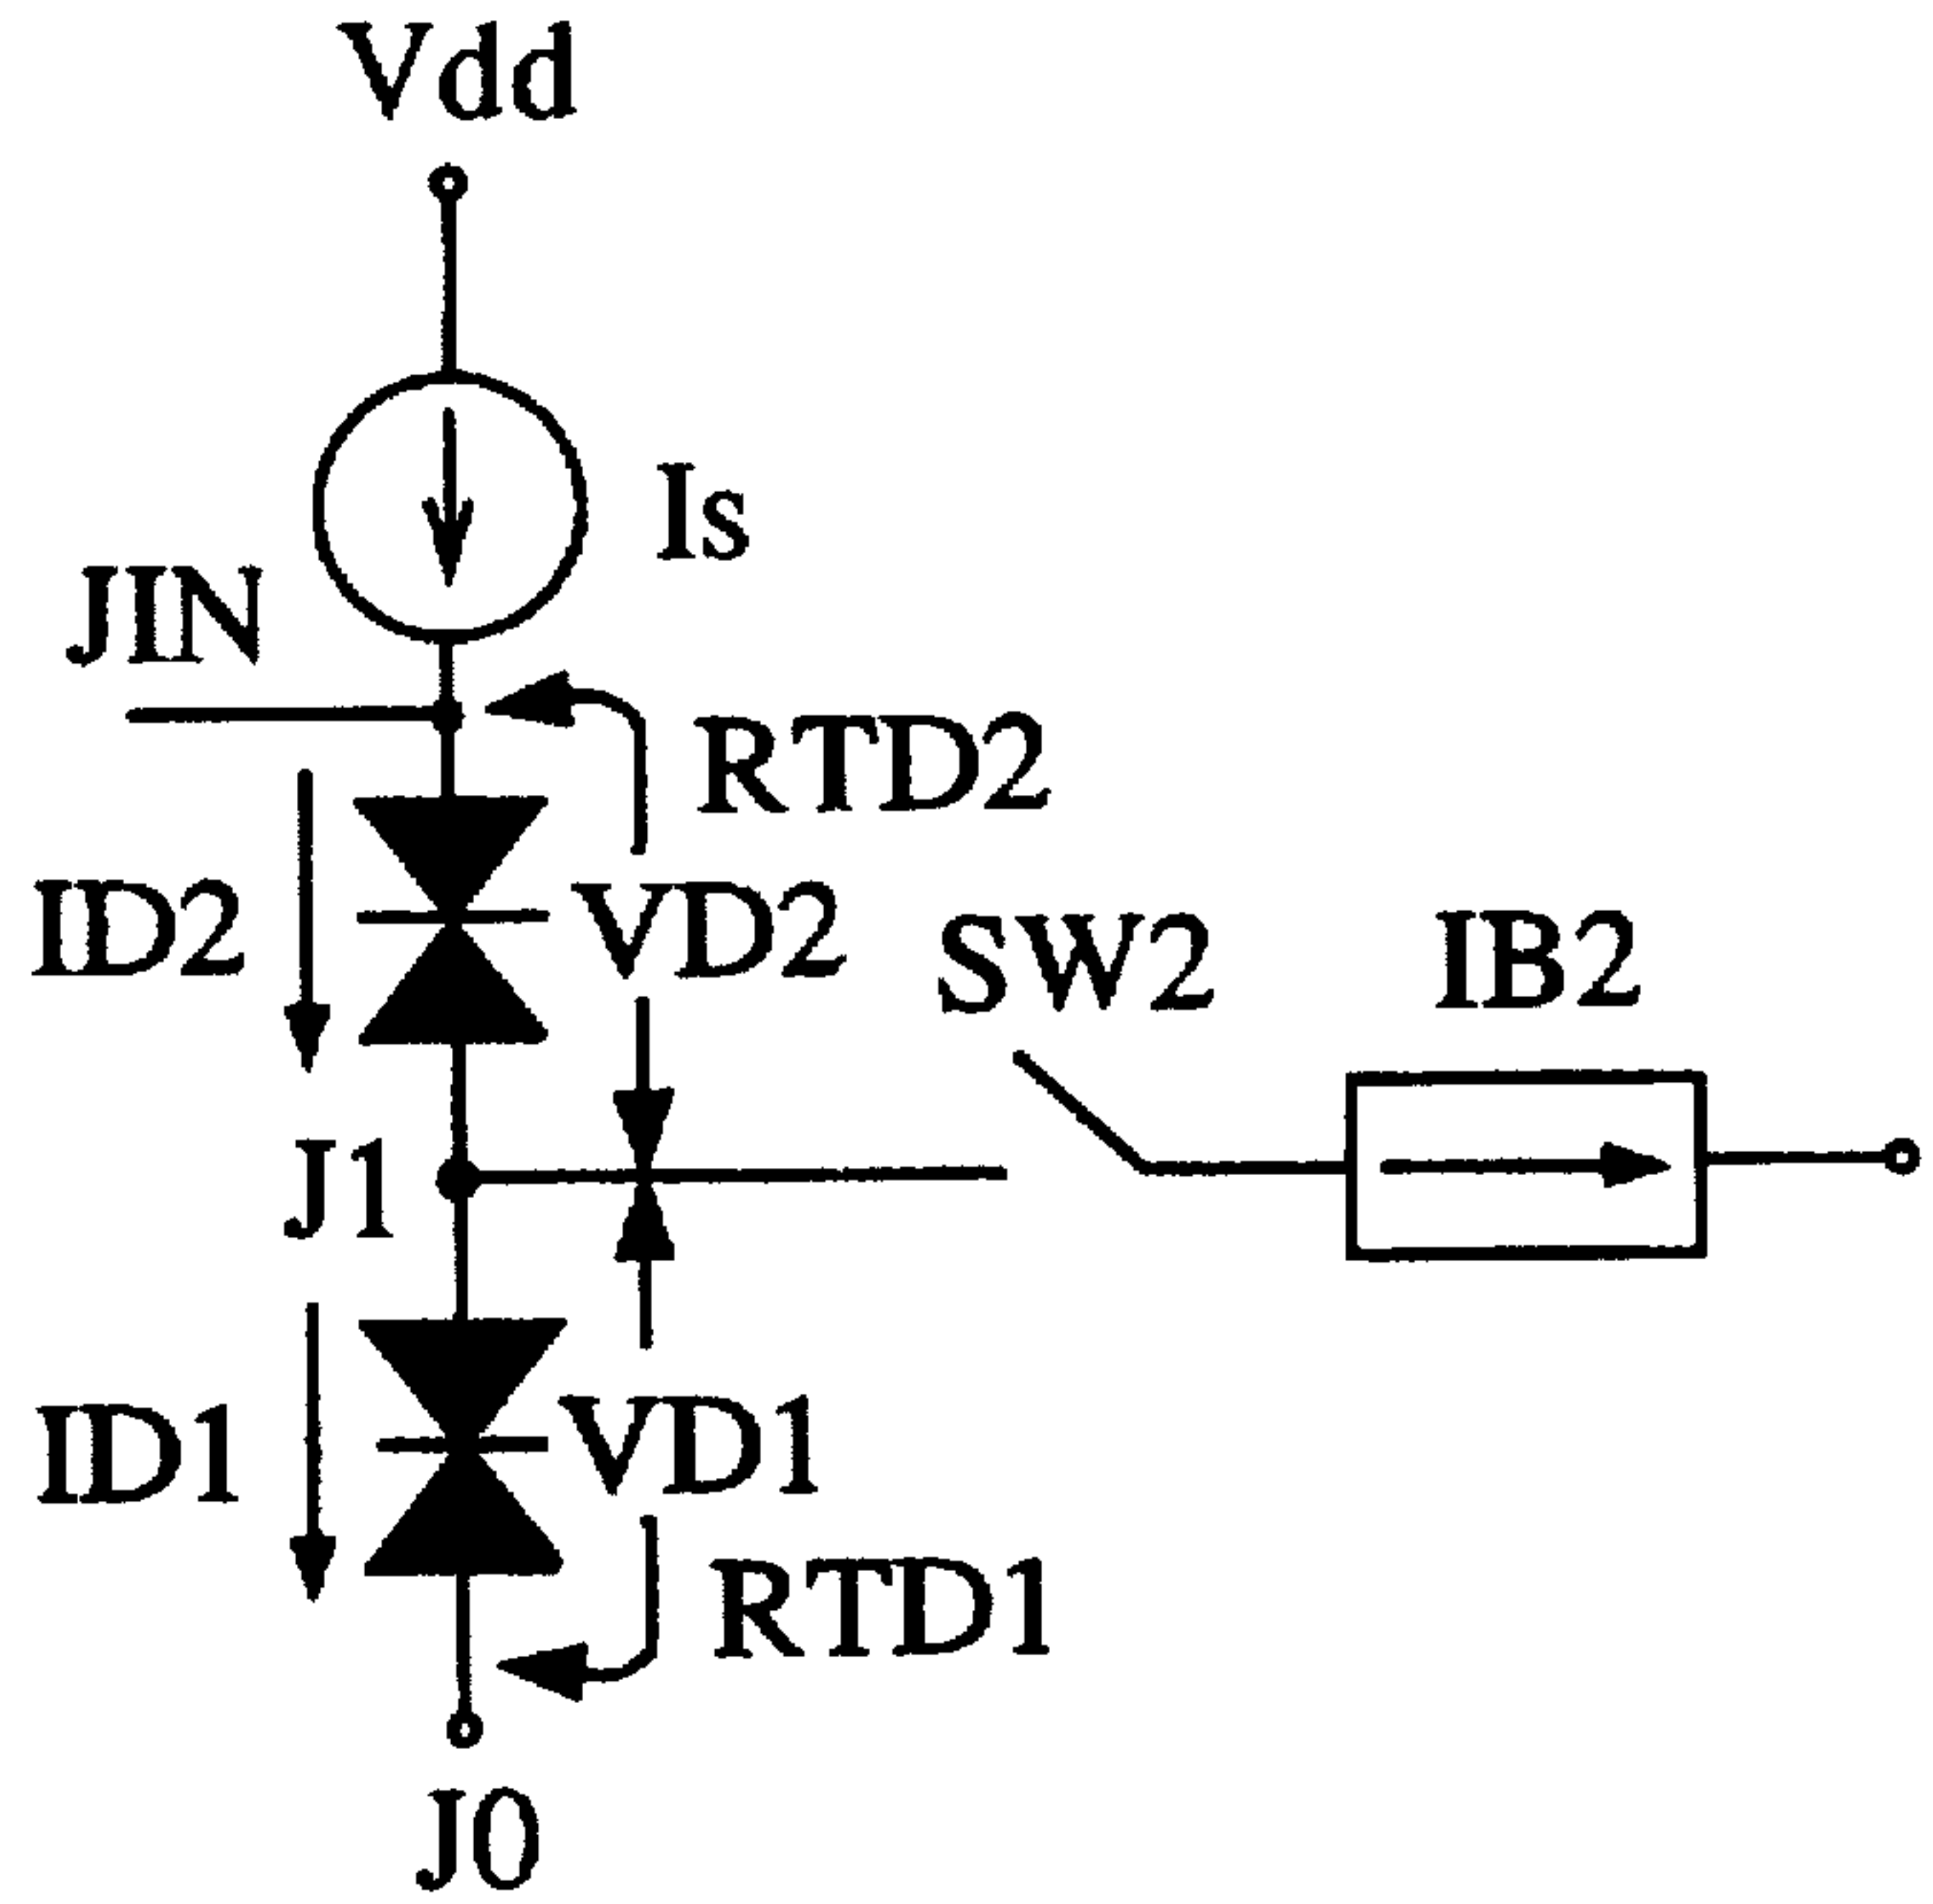 Vdd
Is
JIN
RTD2
ID2
VD2
SW2
IB2
J1
ID1
VD1
RTD1
J0